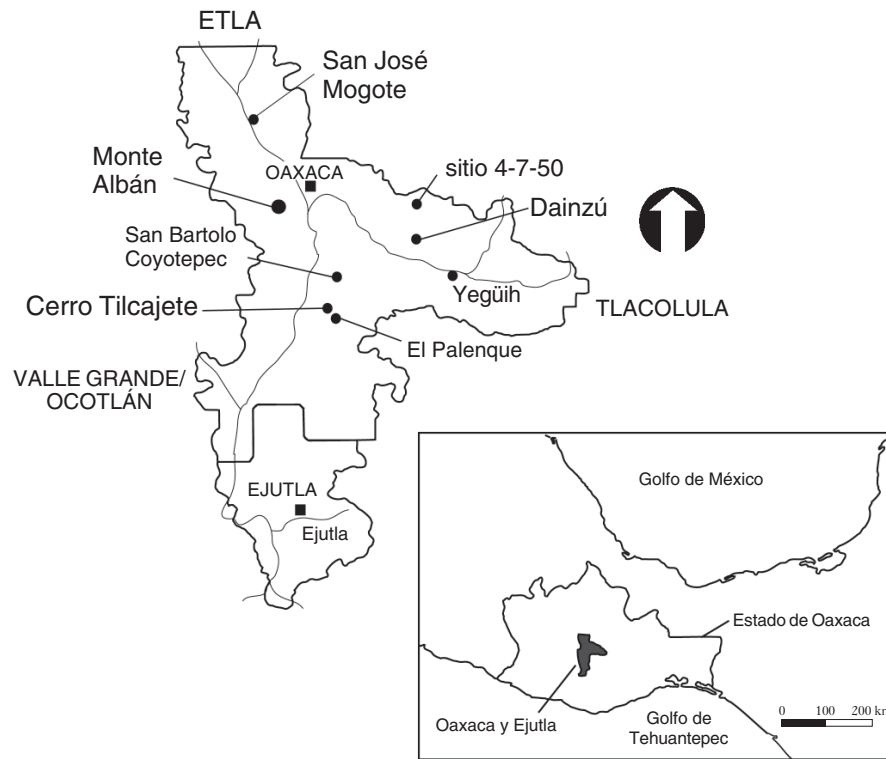 ETLA
San José
Mogote
Monte
Albán
OAXACA
sitio 4-7-50
Dainzú
San Bartolo
Coyotepec
Yegüih
Cerro Tilcajete
TLACOLULA
El Palenque
VALLE GRANDE/
OCOTLÁN
EJUTLA
Ejutla
Golfo de México
Estado de Oaxaca
Oaxaca y Ejutla
Golfo de
Tehuantepec
0 100 200 km